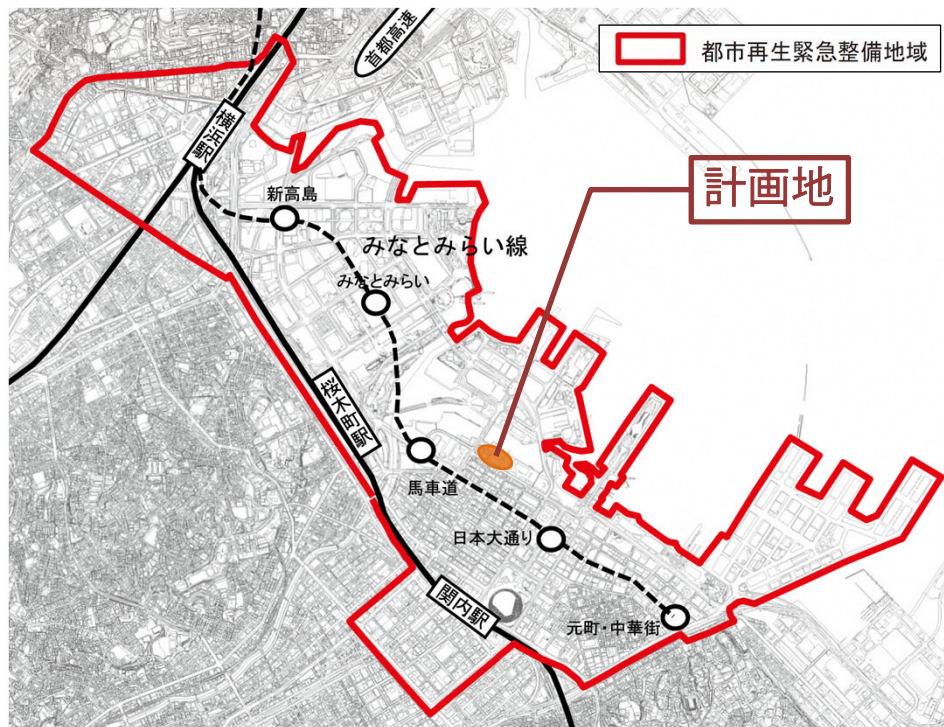 首都高速
都市再生緊急整備地域
横浜駅
計画地
新高島
みなとみらい線
みなとみらい
桜木町駅
馬車道
日本大通り
関内駅
元町・中華街